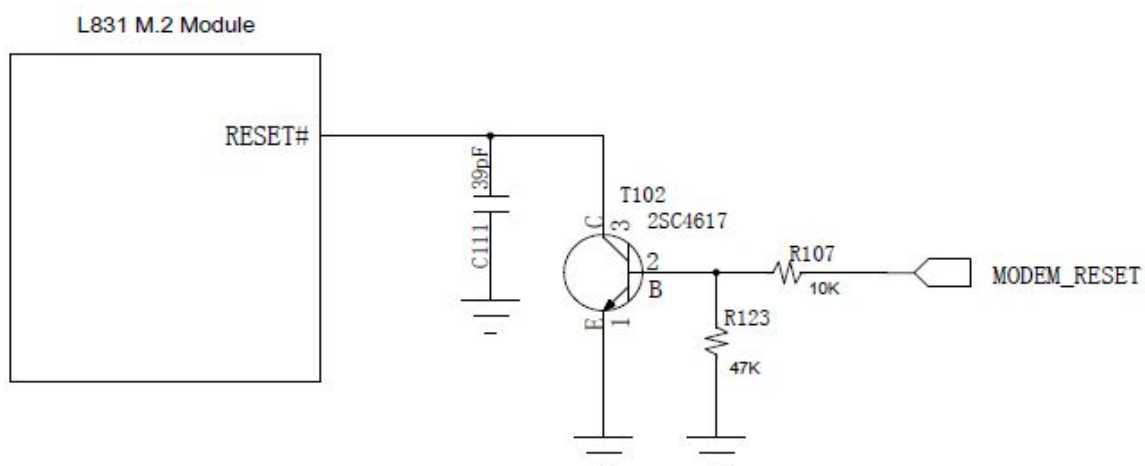 L831 M.2 Module
RESET#
39pF
C111
T102
2SC4617
C
3
2
B
E
1
R107
10K
MODEM_RESET
R123
47K